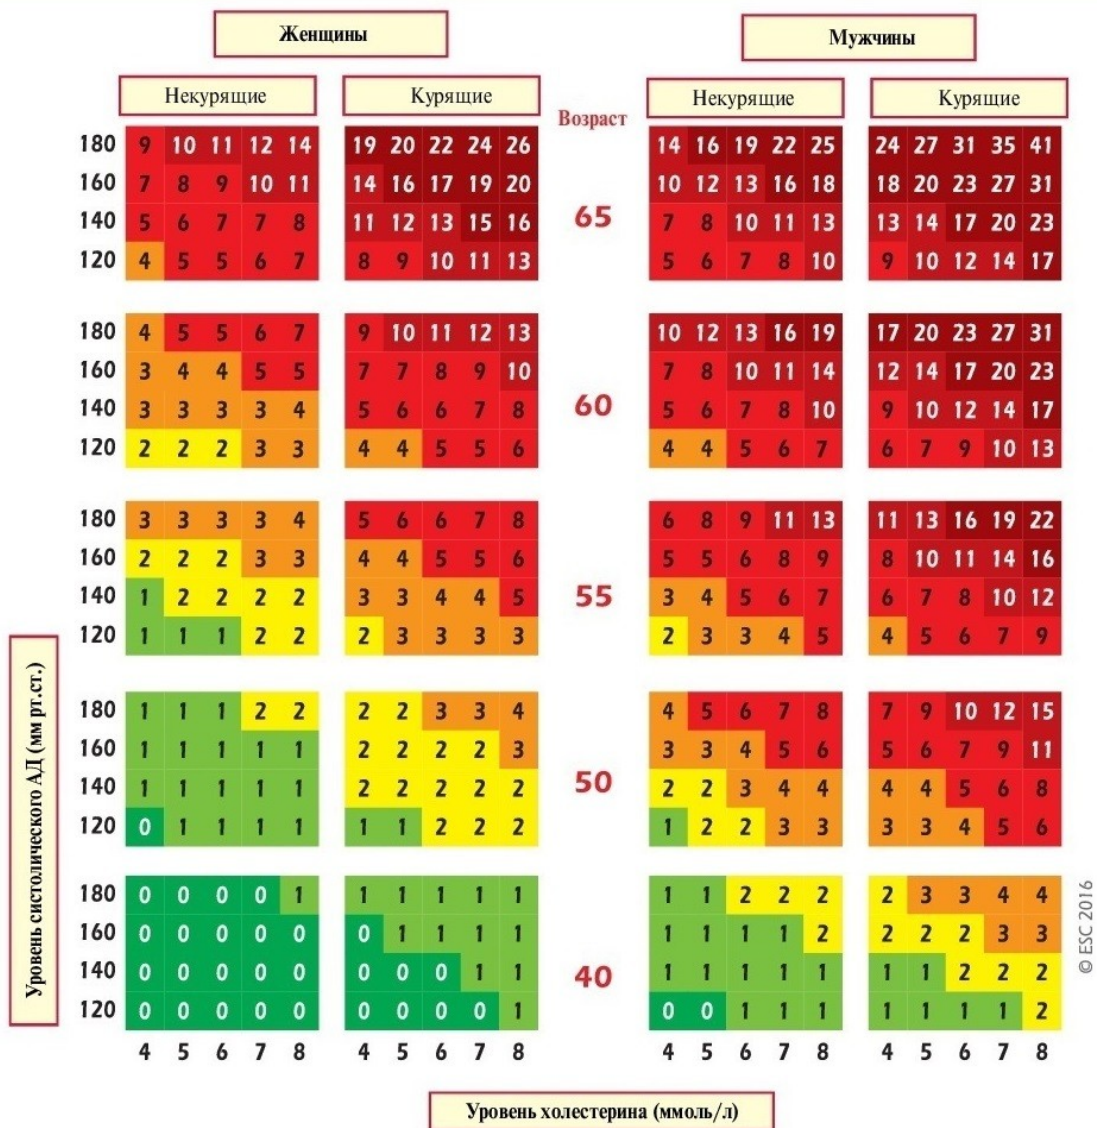 Женщины Мужчины
Некурящие Курящие Возраст Некурящие Курящие
180 9 10 11 12 14 19 20 22 24 26 14 16 19 22 25 24 27 31 35 41
160 7 8 9 10 11 14 16 17 19 20 10 12 13 16 18 18 20 23 27 31
65
140 5 6 7 7 8 11 12 13 15 16 7 8 10 11 13 13 14 17 20 23
120 4 5 5 6 7 8 9 10 11 13 5 6 7 8 10 9 10 12 14 17
180 4 5 5 6 7 9 10 11 12 13 10 12 13 16 19 17 20 23 27 31
160 3 4 4 5 5 7 7 8 9 10 7 8 10 11 14 12 14 17 20 23
60
140 3 3 3 3 4 5 6 6 7 8 5 6 7 8 10 9 10 12 14 17
120 2 2 2 3 3 4 4 5 5 6 4 4 5 6 7 6 7 9 10 13
180 3 3 3 3 4 5 6 6 7 8 6 8 9 11 13 11 13 16 19 22
160 2 2 2 3 3 4 4 5 5 6 5 5 6 8 9 8 10 11 14 16
55
140 1 2 2 2 2 3 3 4 4 5 3 4 5 6 7 6 7 8 10 12
120 1 1 1 2 2 2 3 3 3 3 2 3 3 4 5 4 5 6 7 9
180 1 1 1 2 2 2 2 3 3 4 4 5 6 7 8 7 9 10 12 15
160 1 1 1 1 1 2 2 2 2 3 3 3 4 5 6 5 6 7 9 11
50
140 1 1 1 1 1 2 2 2 2 2 2 2 3 4 4 4 4 5 6 8
120 0 1 1 1 1 1 1 2 2 2 1 2 2 3 3 3 3 4 5 6
180 0 0 0 0 1 1 1 1 1 1 1 1 2 2 2 2 3 3 4 4
160 0 0 0 0 0 0 1 1 1 1 1 1 1 1 2 2 2 2 3 3
40
140 0 0 0 0 0 0 0 0 1 1 1 1 1 1 1 1 1 2 2 2
120 0 0 0 0 0 0 0 0 0 1 0 0 1 1 1 1 1 1 1 2
4 5 6 7 8 4 5 6 7 8 4 5 6 7 8 4 5 6 7 8
Уровень систолического АД (мм рт.ст.)
Уровень холестерина (ммоль/л)
© ESC 2016